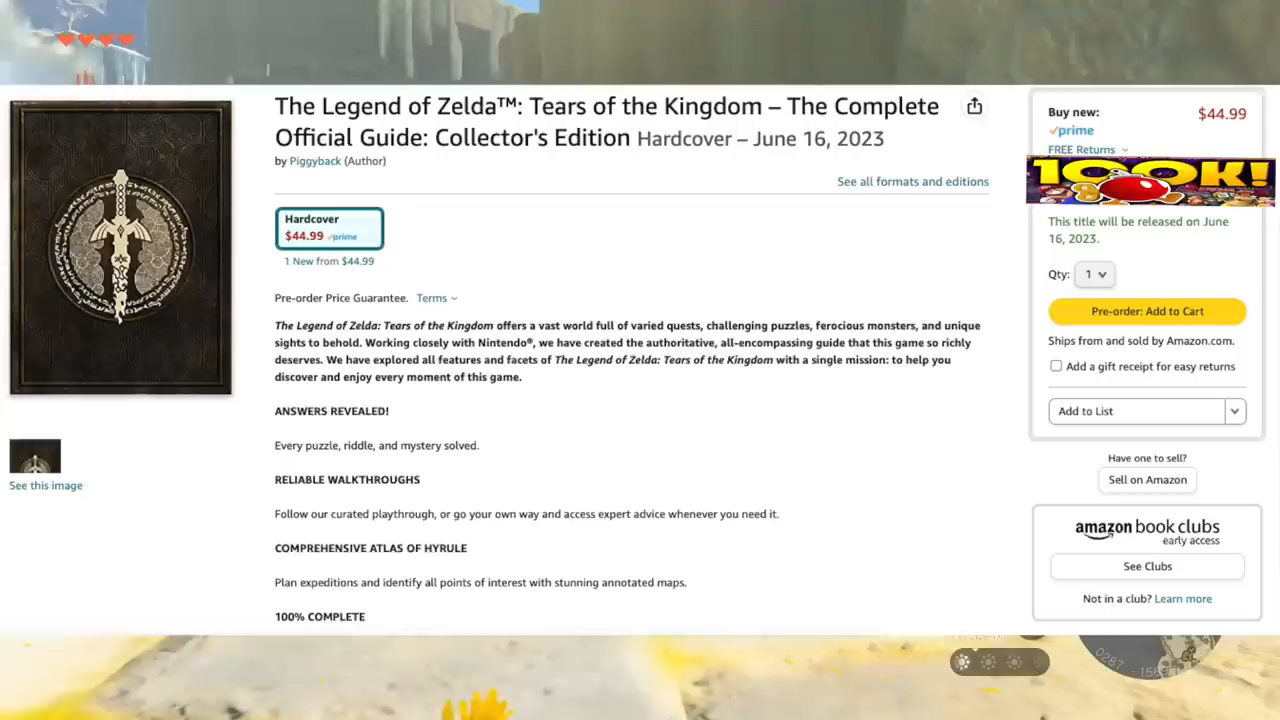 The Legend of Zelda™: Tears of the Kingdom – The Complete
Official Guide: Collector's Edition Hardcover – June 16, 2023
by Piggyback (Author)
See all formats and editions
Hardcover
$44.99 prime
1 New from $44.99
Pre-order Price Guarantee. Terms
The Legend of Zelda: Tears of the Kingdom offers a vast world full of varied quests, challenging puzzles, ferocious monsters, and unique
sights to behold. Working closely with Nintendo®, we have created the authoritative, all-encompassing guide that this game so richly
deserves. We have explored all features and facets of The Legend of Zelda: Tears of the Kingdom with a single mission: to help you
discover and enjoy every moment of this game.
ANSWERS REVEALED!
Every puzzle, riddle, and mystery solved.
RELIABLE WALKTHROUGHS
Follow our curated playthrough, or go your own way and access expert advice whenever you need it.
COMPREHENSIVE ATLAS OF HYRULE
Plan expeditions and identify all points of interest with stunning annotated maps.
100% COMPLETE
See this image
Buy new: $44.99
prime
FREE Returns
100K!
This title will be released on June
16, 2023.
Qty: 1
Pre-order: Add to Cart
Ships from and sold by Amazon.com.
Add a gift receipt for easy returns
Add to List
Have one to sell?
Sell on Amazon
amazon book clubs
early access
See Clubs
Not in a club? Learn more
0287